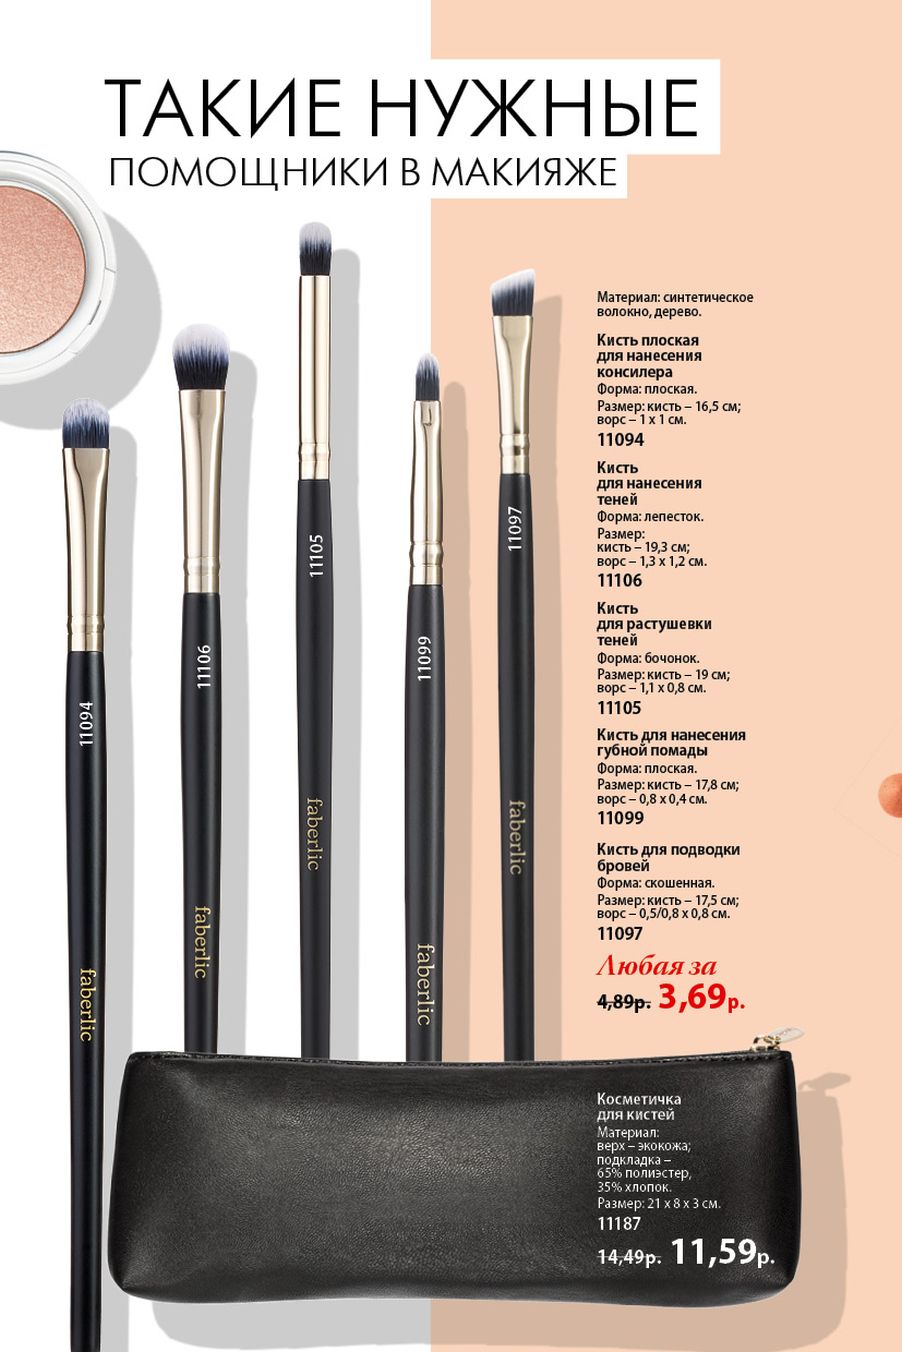 ТАКИЕ НУЖНЫЕ
ПОМОЩНИКИ В МАКИЯЖЕ
Материал: синтетическое
волокно, дерево.
Кисть плоская
для нанесения
консилера
Форма: плоская.
Размер: кисть – 16,5 см;
ворс – 1 х 1 см.
11094
Кисть
для нанесения
теней
Форма: лепесток.
Размер:
кисть – 19,3 см;
ворс – 1,3 х 1,2 см.
11106
Кисть
для растушевки
теней
Форма: бочонок.
Размер: кисть – 19 см;
ворс – 1,1 х 0,8 см.
11105
Кисть для нанесения
губной помады
Форма: плоская.
Размер: кисть – 17,8 см;
ворс – 0,8 х 0,4 см.
11099
Кисть для подводки
бровей
Форма: скошенная.
Размер: кисть – 17,5 см;
ворс – 0,5/0,8 х 0,8 см.
11097
Любая за
4,89р. 3,69р.
Косметичка
для кистей
Материал:
верх – экокожа;
подкладка –
65% полиэстер,
35% хлопок.
Размер: 21 х 8 х 3 см.
11187
14,49р. 11,59р.
11094
faberlic
11106
faberlic
11105
faberlic
11099
faberlic
11097
faberlic